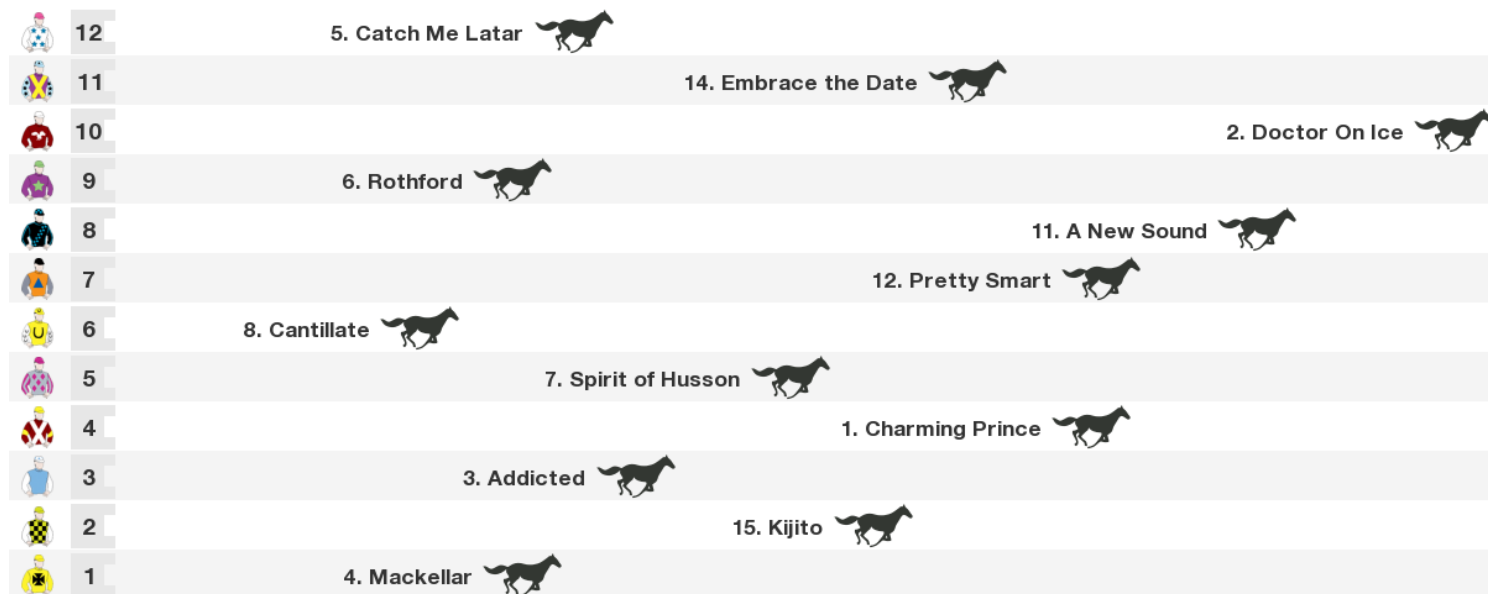 12 5. Catch Me Latar
11 14. Embrace the Date
10 2. Doctor On Ice
9 6. Rothford
8 11. A New Sound
7 12. Pretty Smart
6 8. Cantillate
5 7. Spirit of Husson
4 1. Charming Prince
3 3. Addicted
2 15. Kijito
1 4. Mackellar